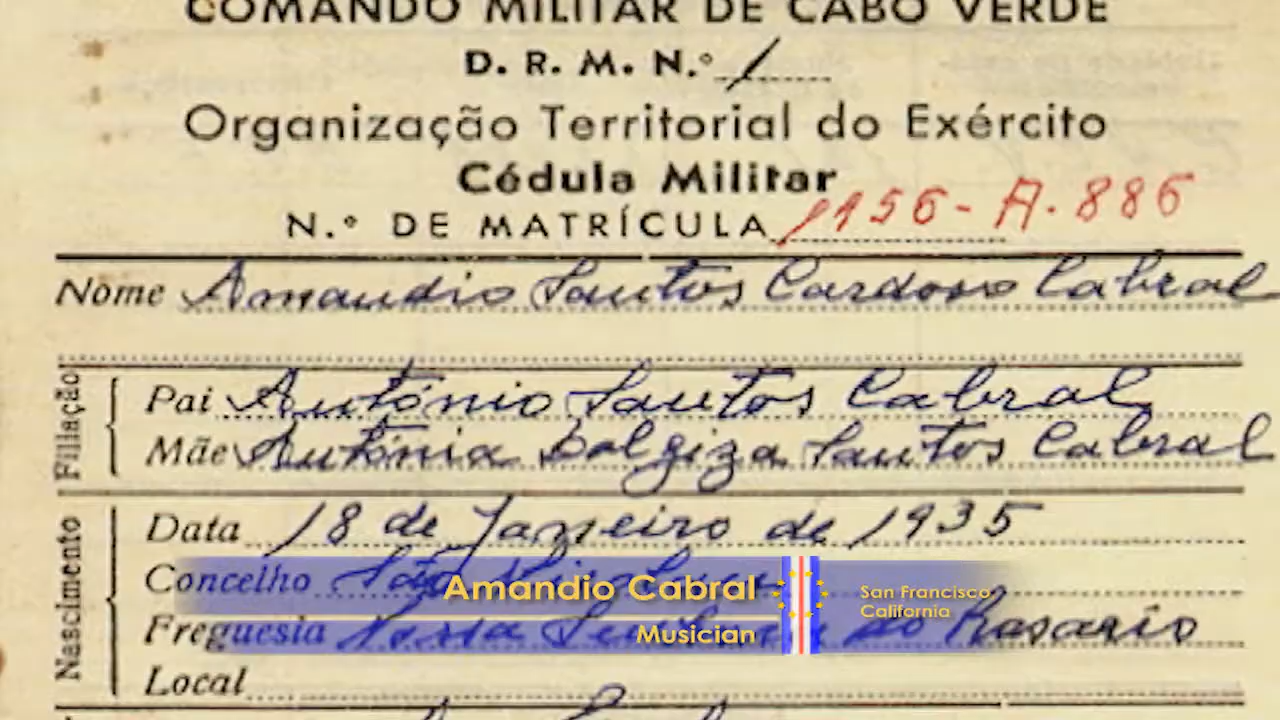 COMANDO MILITAR DE CABO VERDE
D. R. M. N.º 1
Organização Territorial do Exército
Cédula Militar
N.º DE MATRÍCULA 1156-A.886
Nome Amandio Santos Cardoso Cabral
Filiação
Pai António Santos Cabral
Mãe Antónia Dolgiza Santos Cabral
Nascimento
Data 18 de Janeiro de 1935
Concelho São
Freguesia Nossa Senhora do Rosario
Local
Amandio Cabral
Musician
San Francisco
California